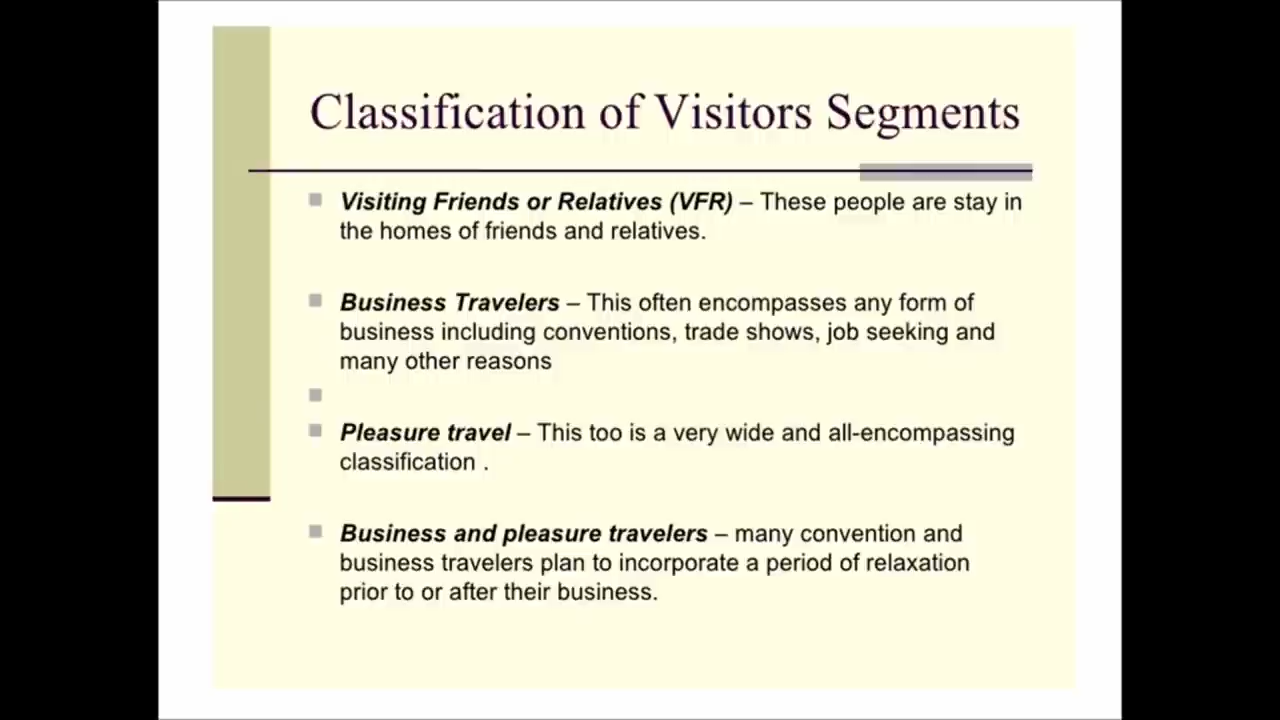 Classification of Visitors Segments
Visiting Friends or Relatives (VFR) – These people are stay in
the homes of friends and relatives.
Business Travelers – This often encompasses any form of
business including conventions, trade shows, job seeking and
many other reasons
Pleasure travel – This too is a very wide and all-encompassing
classification .
Business and pleasure travelers – many convention and
business travelers plan to incorporate a period of relaxation
prior to or after their business.